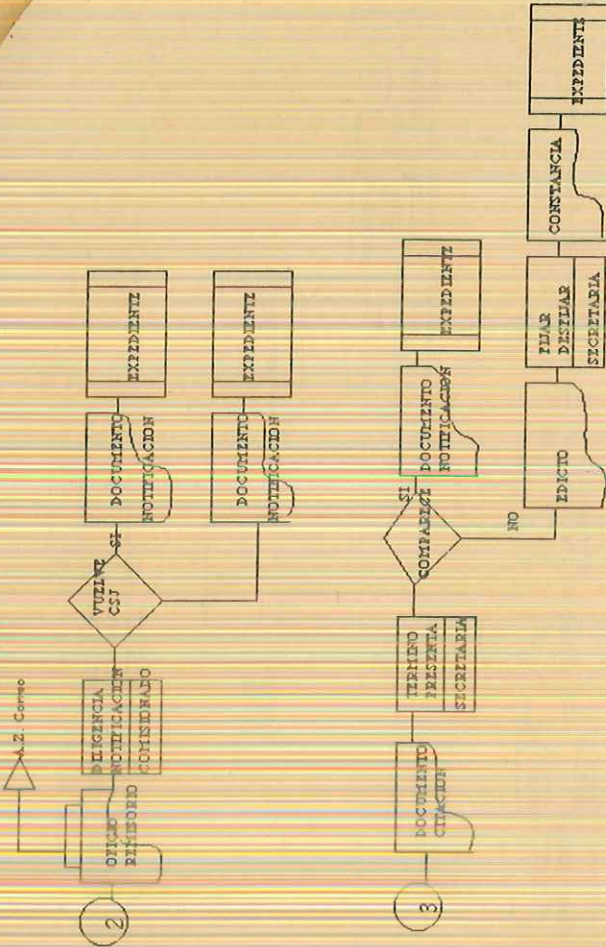 A.Z. Correo
2
OFICIO
REMISORIO
DILIGENCIA
NOTIFICACION
COMISIONADO
VUELVE
CSJ
SI
DOCUMENTO
NOTIFICACION
EXPEDIENTE
DOCUMENTO
NOTIFICACION
EXPEDIENTE
3
DOCUMENTO
CITACION
TERMINO
PRESENTA
SECRETARIA
COMPARECE
SI
DOCUMENTO
NOTIFICACION
EXPEDIENTE
NO
EDICTO
FIJAR
DESFIJAR
SECRETARIA
CONSTANCIA
EXPEDIENTE